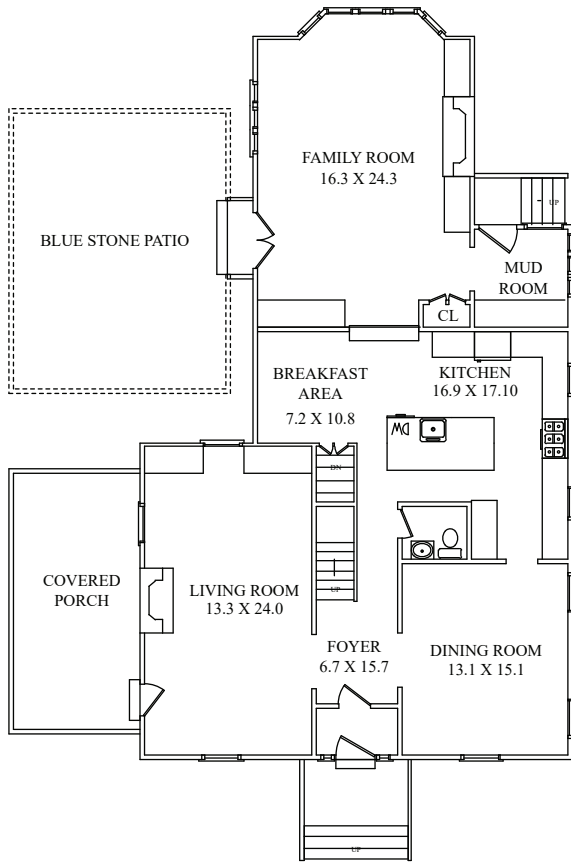 FAMILY ROOM
16.3 X 24.3
UP
BLUE STONE PATIO
MUD
ROOM
CL
BREAKFAST
AREA
7.2 X 10.8
KITCHEN
16.9 X 17.10
DW
DN
COVERED
PORCH
LIVING ROOM
13.3 X 24.0
UP
FOYER
6.7 X 15.7
DINING ROOM
13.1 X 15.1
UP